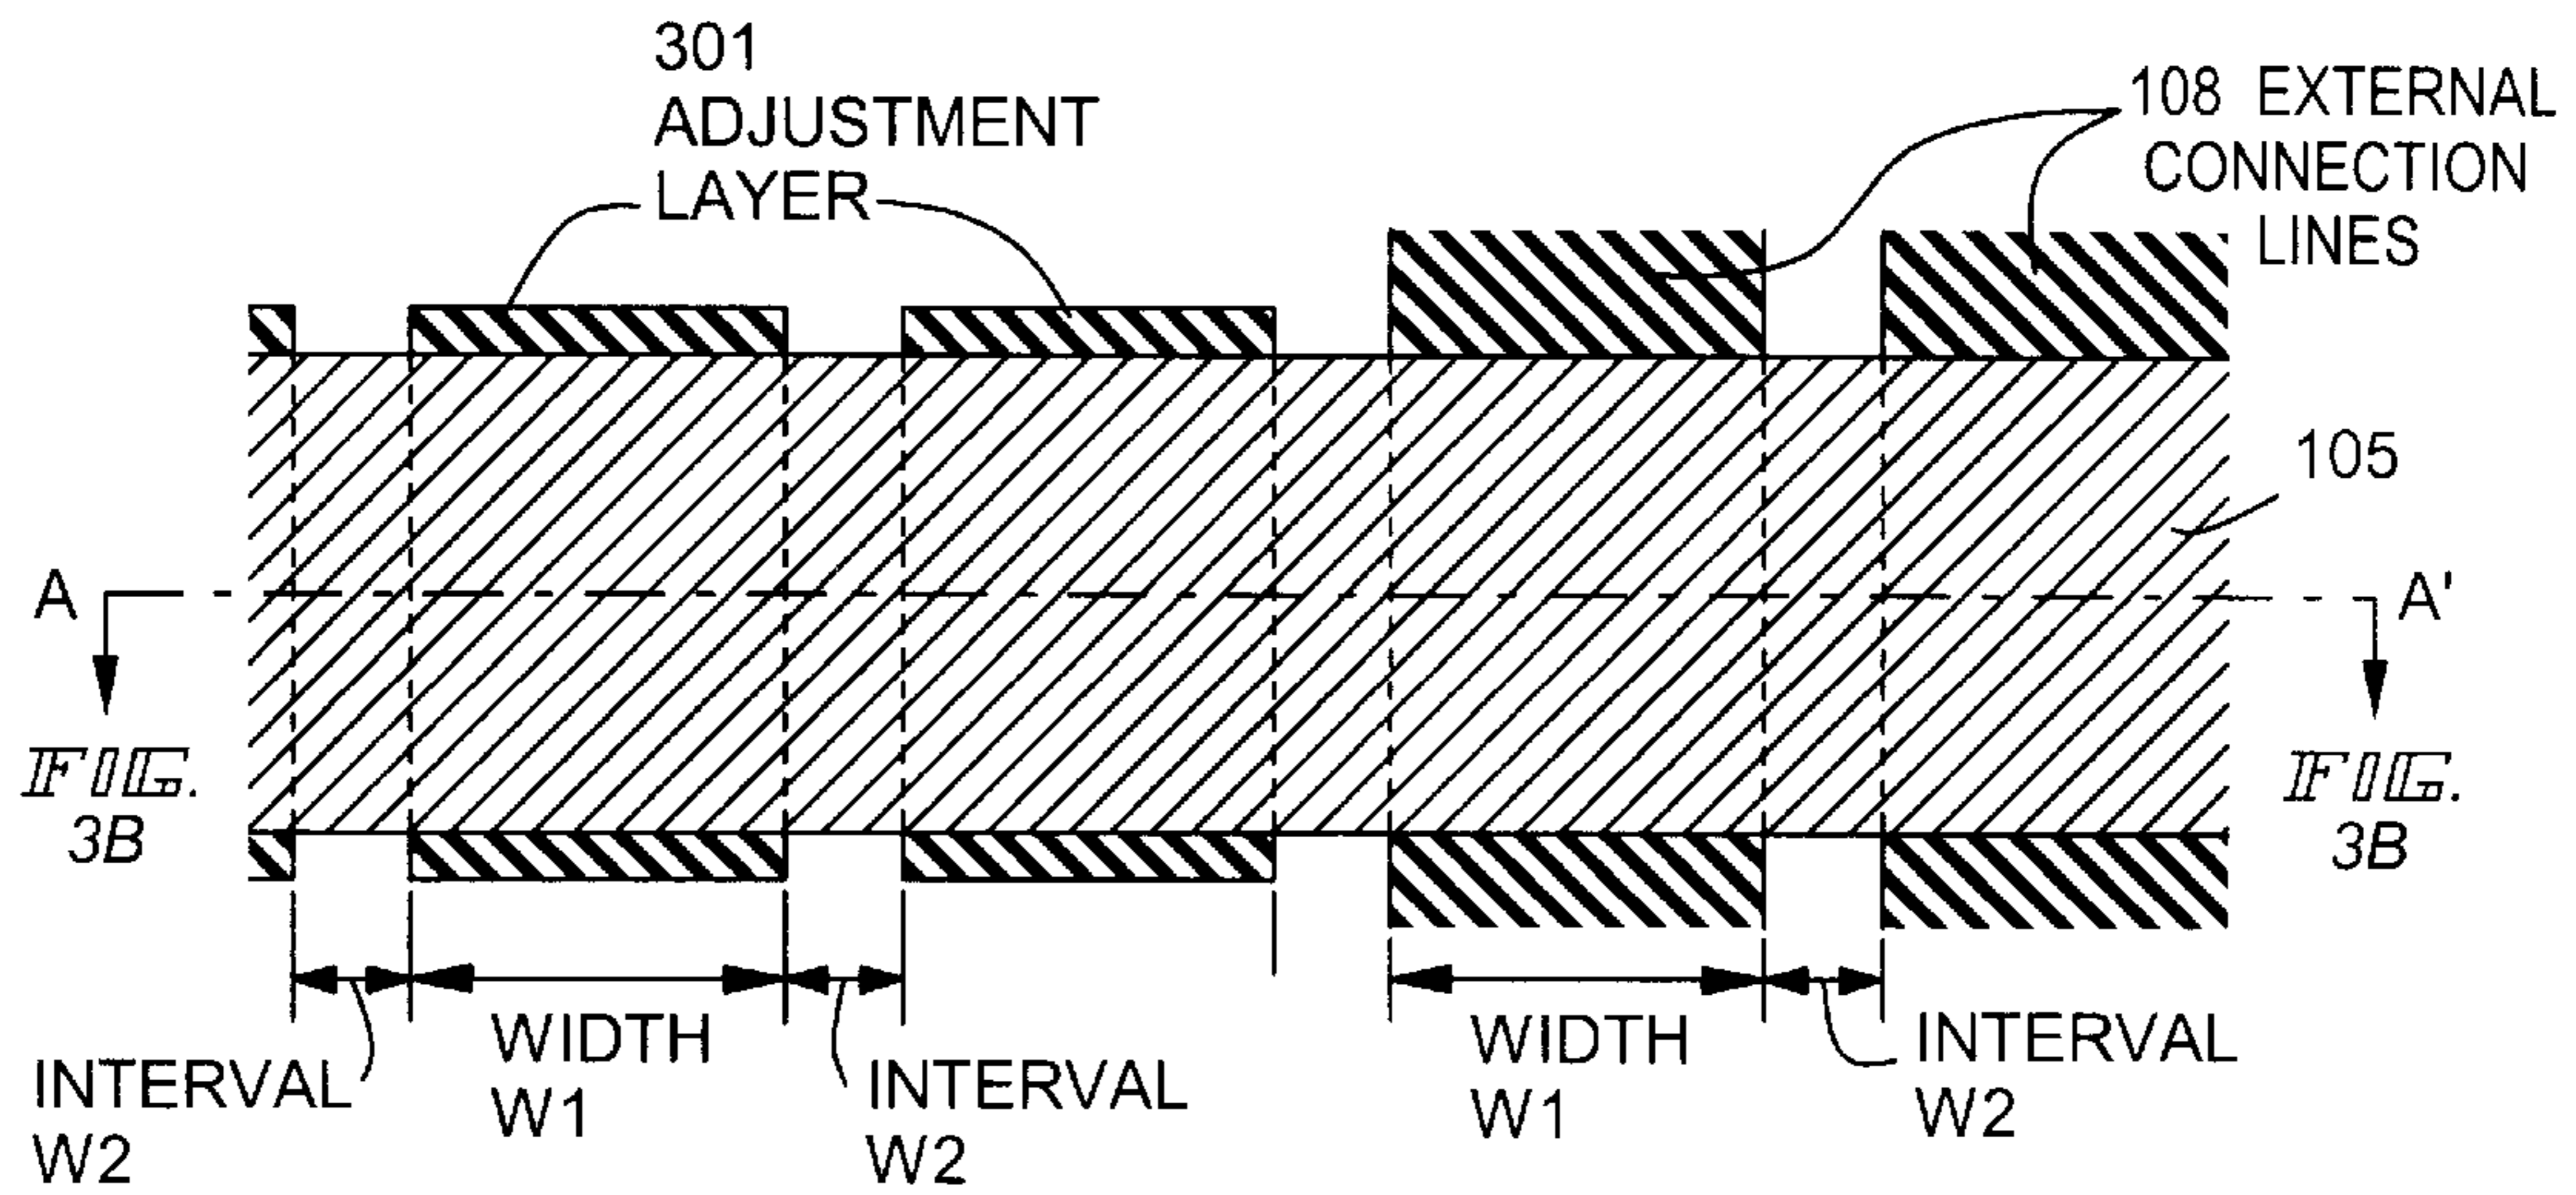 301
ADJUSTMENT
LAYER
108 EXTERNAL
CONNECTION
LINES
105
A
A'
FIG.
3B
FIG.
3B
INTERVAL
W2
WIDTH
W1
INTERVAL
W2
WIDTH
W1
INTERVAL
W2